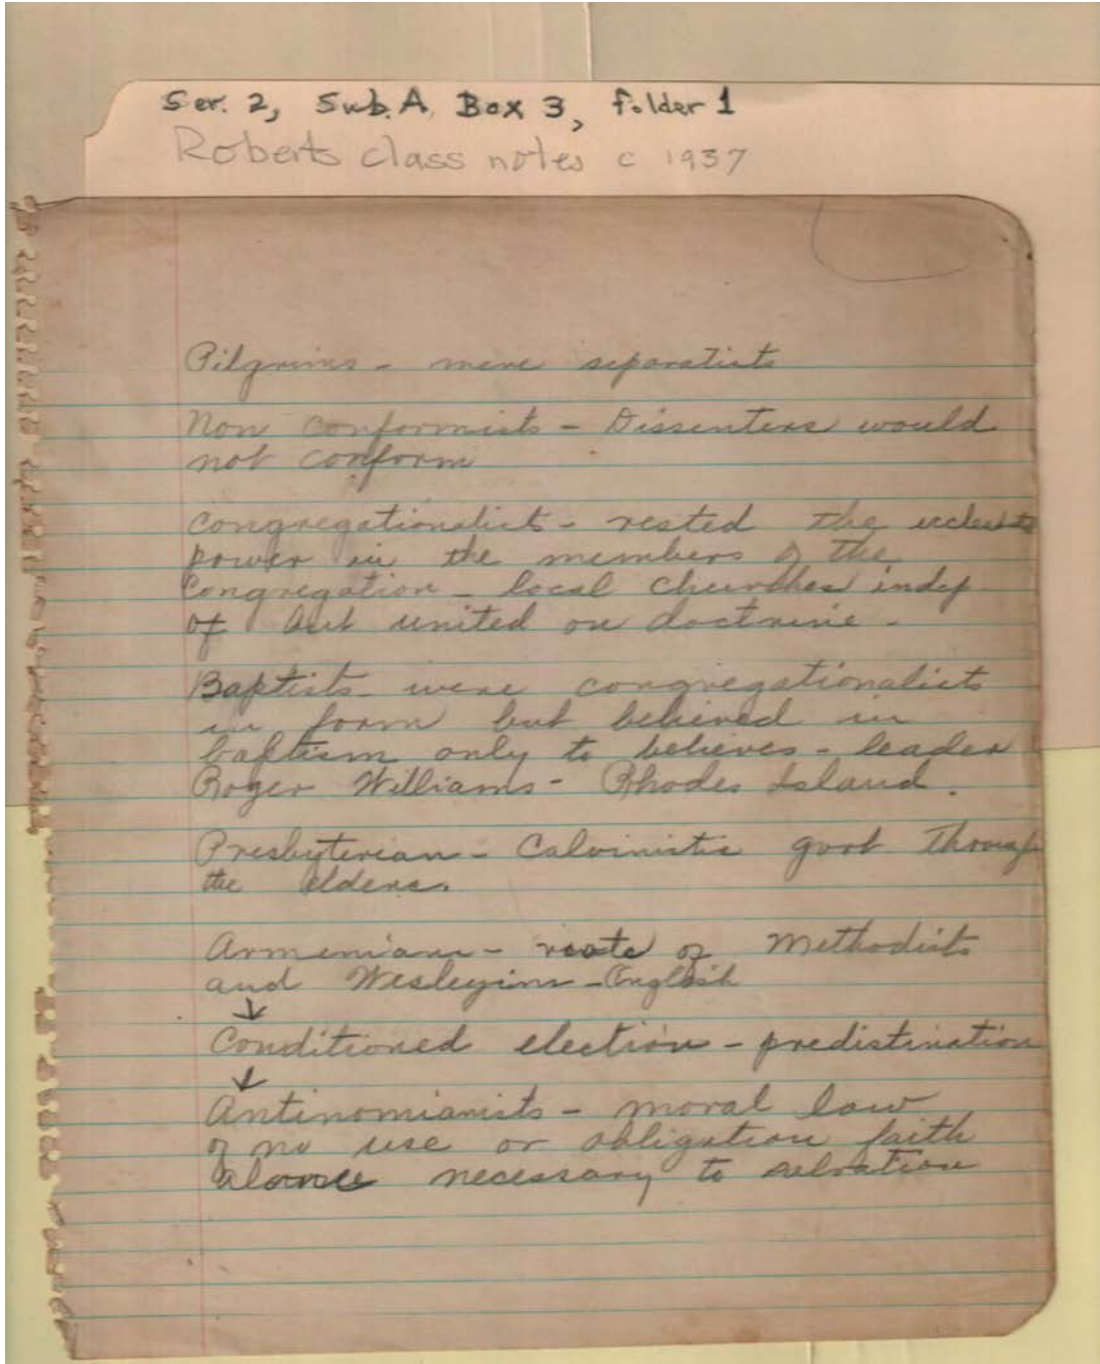 Ser. 2, Sub. A, Box 3, folder 1
Roberts class notes c 1937
Pilgrims - mere separatists
Non conformists - Dissenters would
not conform
Congregationalists - rested the
power in the members of the
Congregation - local churches indep
of but united on doctrine -
Baptists - were congregationalists
in form but believed in
baptism only to believes - leader
Roger Williams - Rhodes Island.
Presbyterian - Calvinistic govt through
the elders.
Armenians - roots of Methodists
and Wesleyins - English
↓
Conditioned election - predistination
↓
Antinomianists - moral law
of no use or obligation faith
alone necessary to salvation